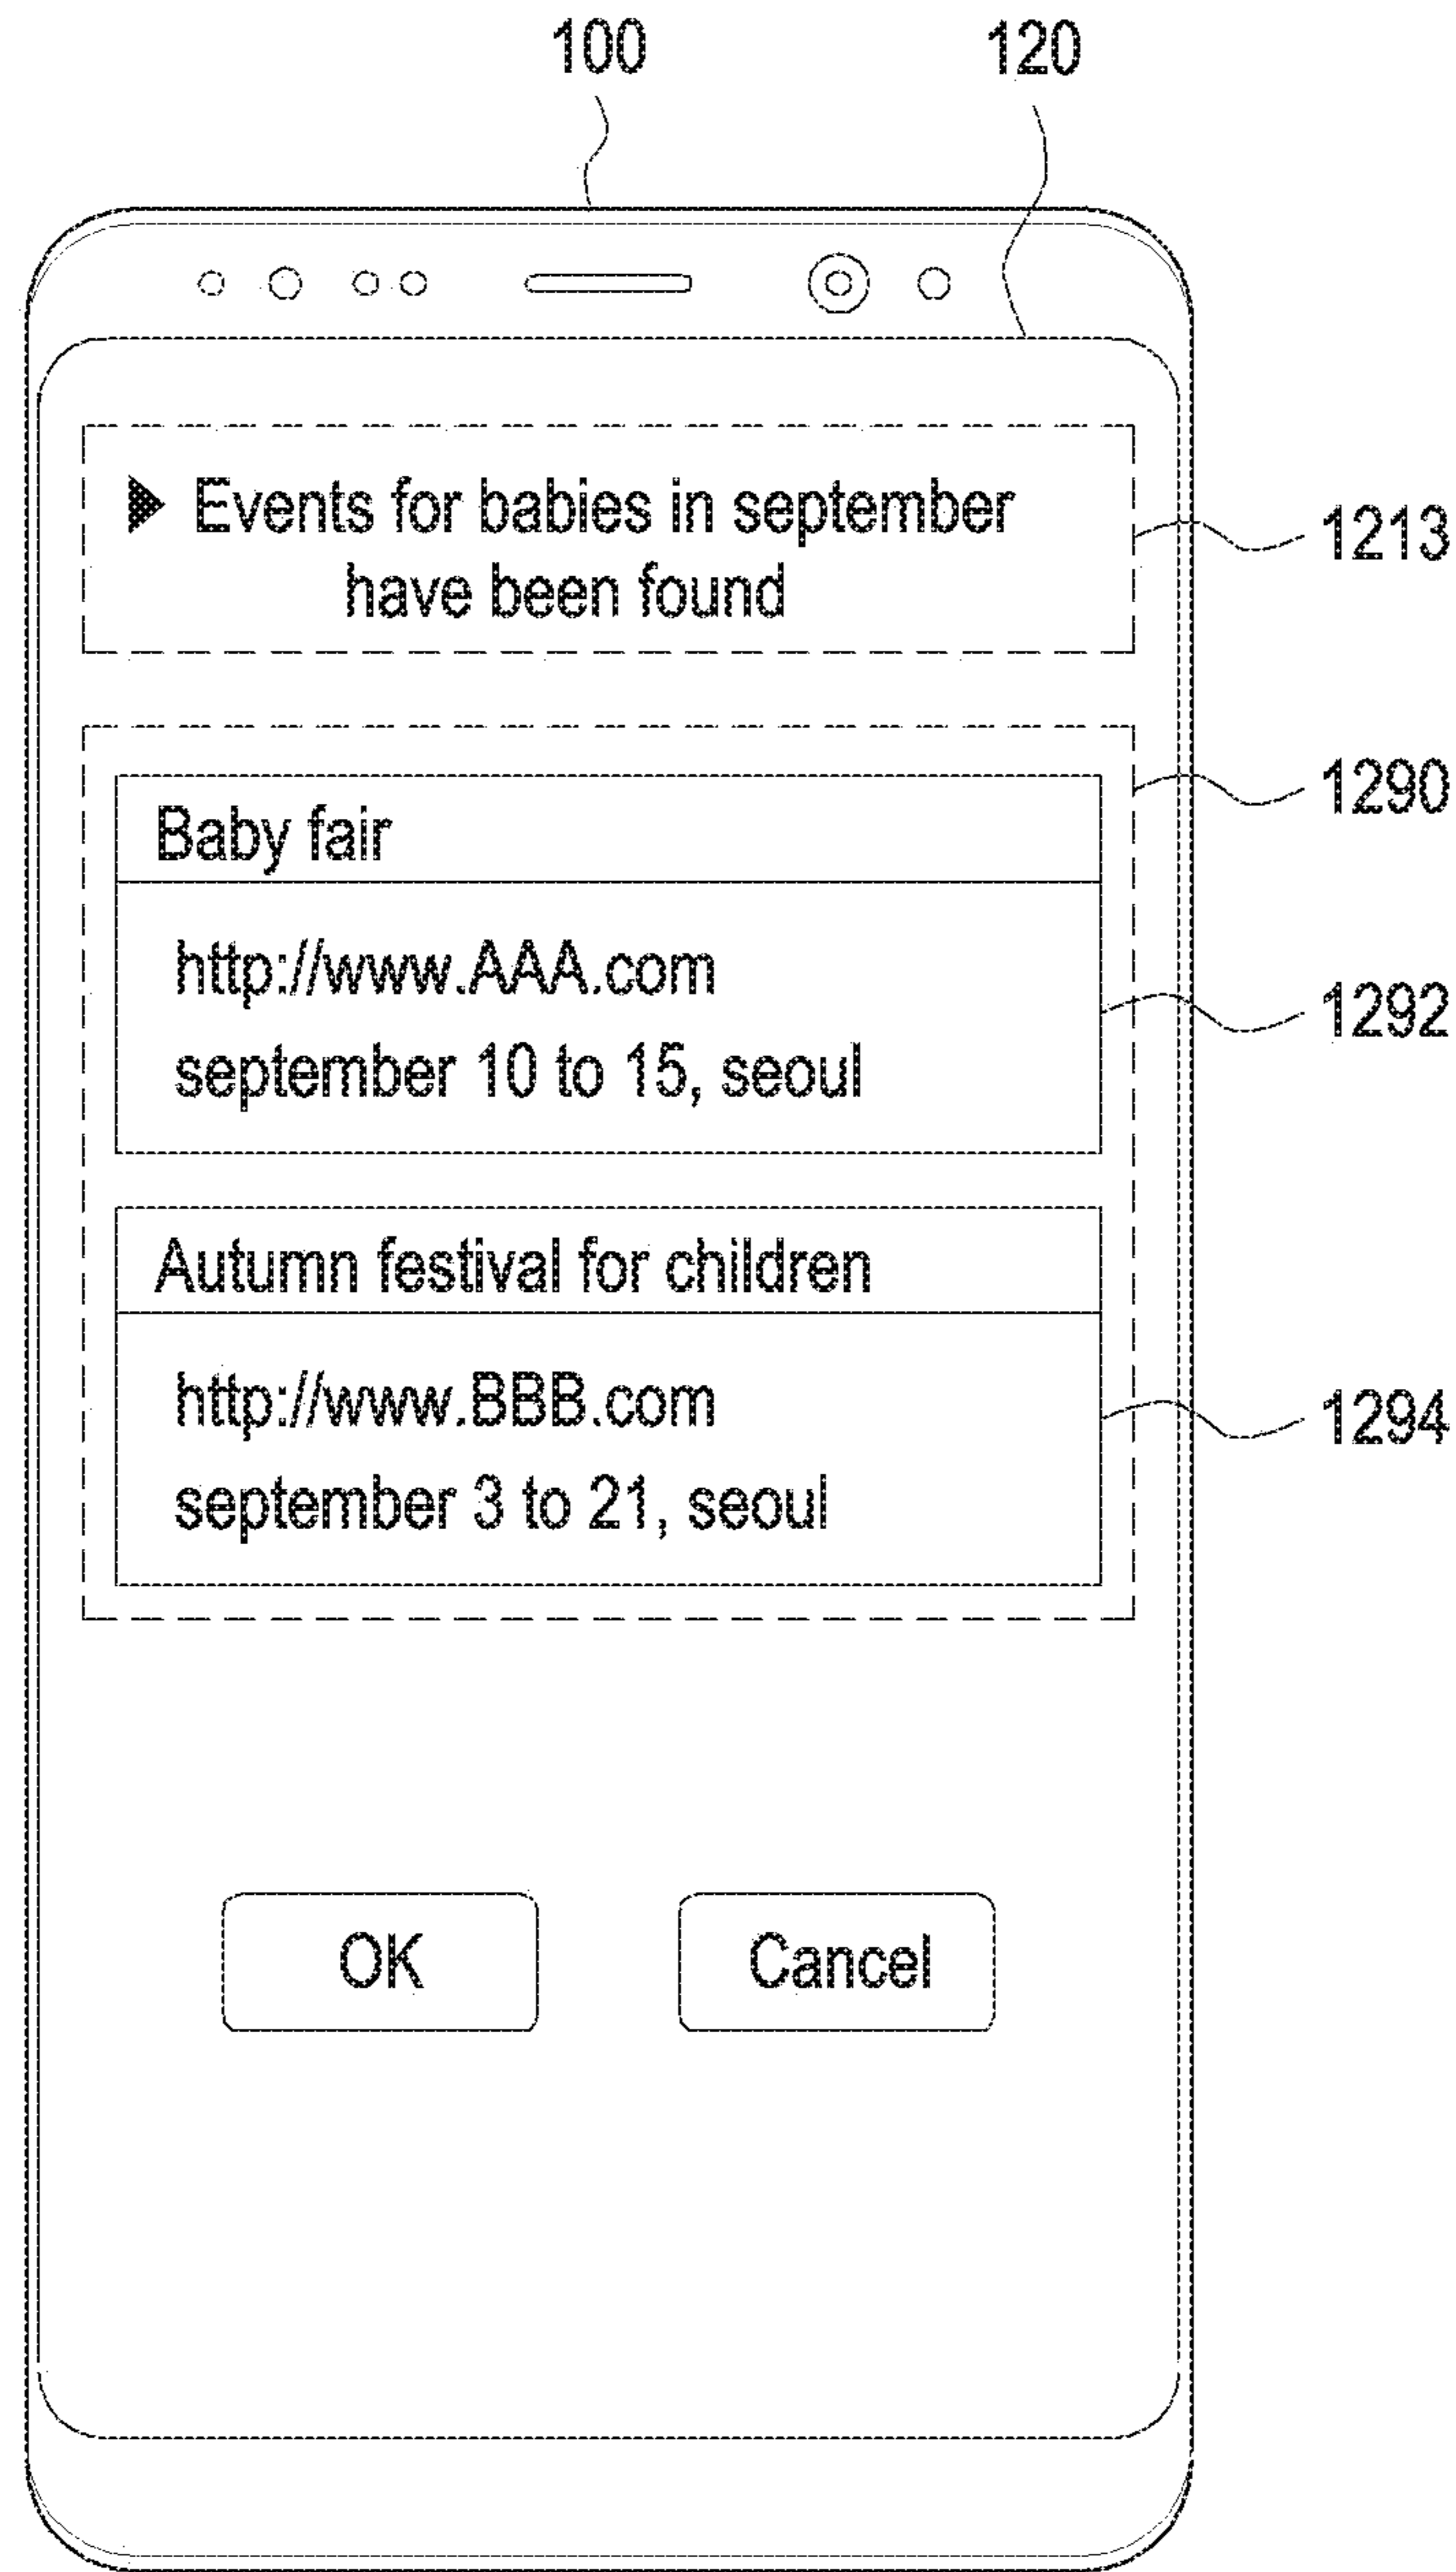 100
120
▶ Events for babies in september
have been found
1213
1290
Baby fair
http://www.AAA.com
1292
september 10 to 15, seoul
Autumn festival for children
http://www.BBB.com
1294
september 3 to 21, seoul
OK
Cancel